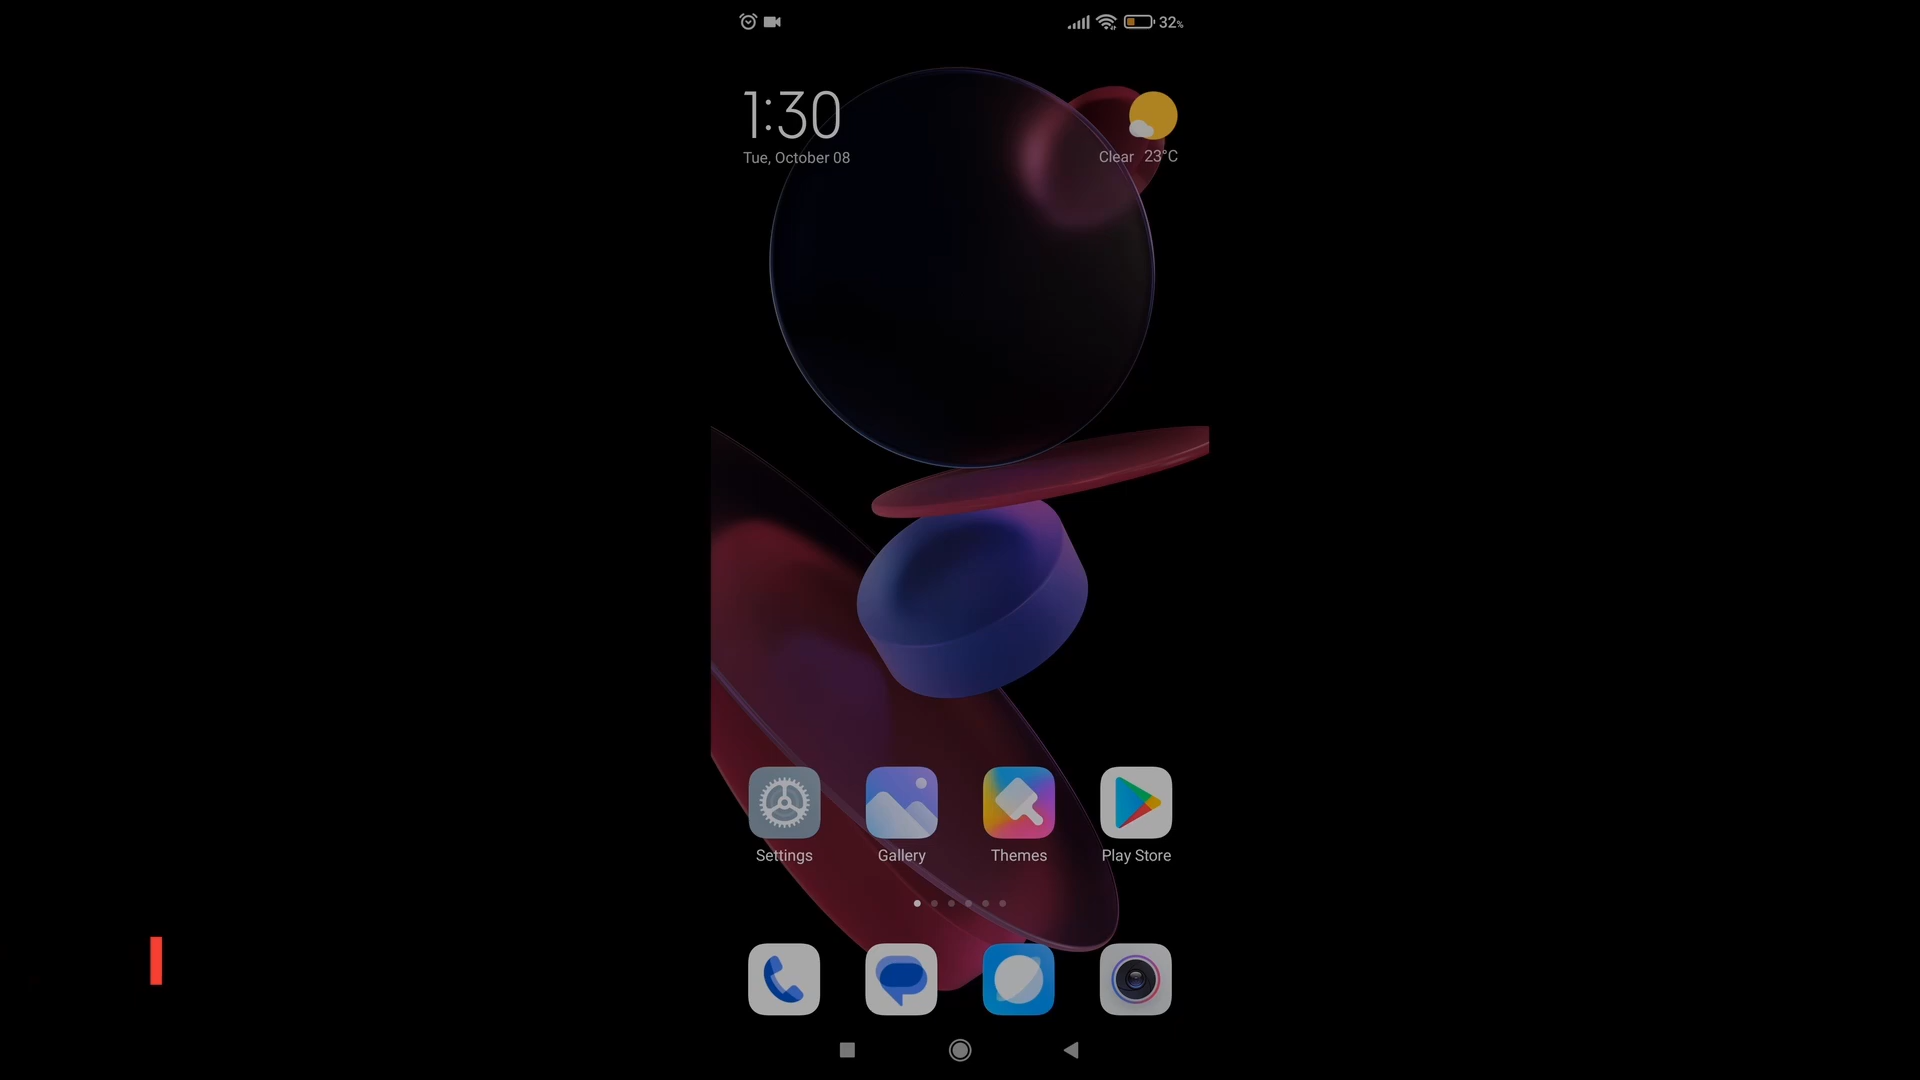 32%
1:30
Tue, October 08
Clear 23°C
Settings Gallery Themes Play Store